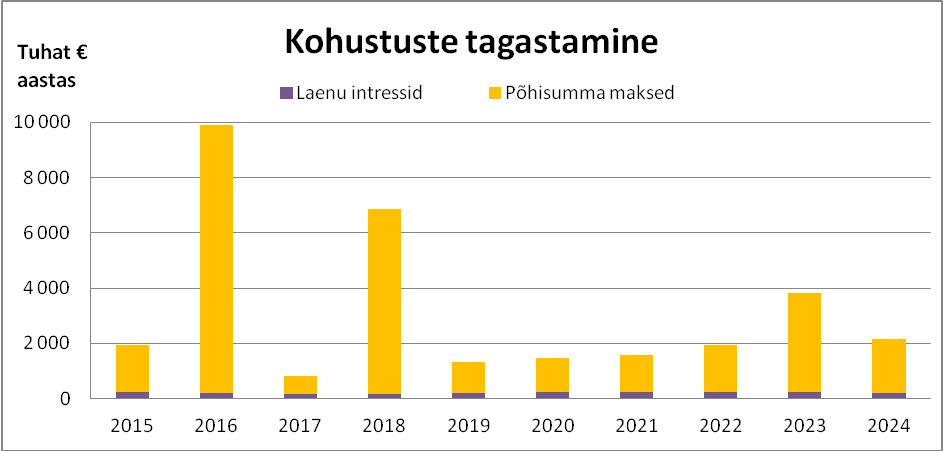 Kohustuste tagastamine
Tuhat €
aastas
Laenu intressid Põhisumma maksed
10 000
8 000
6 000
4 000
2 000
0
2015 2016 2017 2018 2019 2020 2021 2022 2023 2024